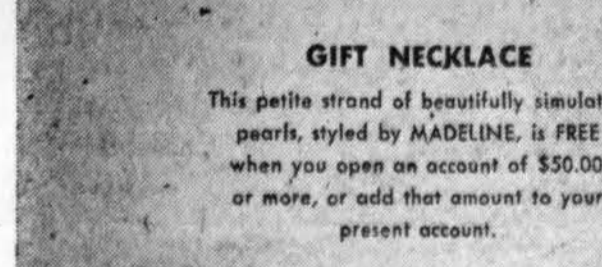 GIFT NECKLACE
This petite strand of beautifully simulat
pearls, styled by MADELINE, is FREE
when you open an account of $50.00
or more, or add that amount to your
present account.